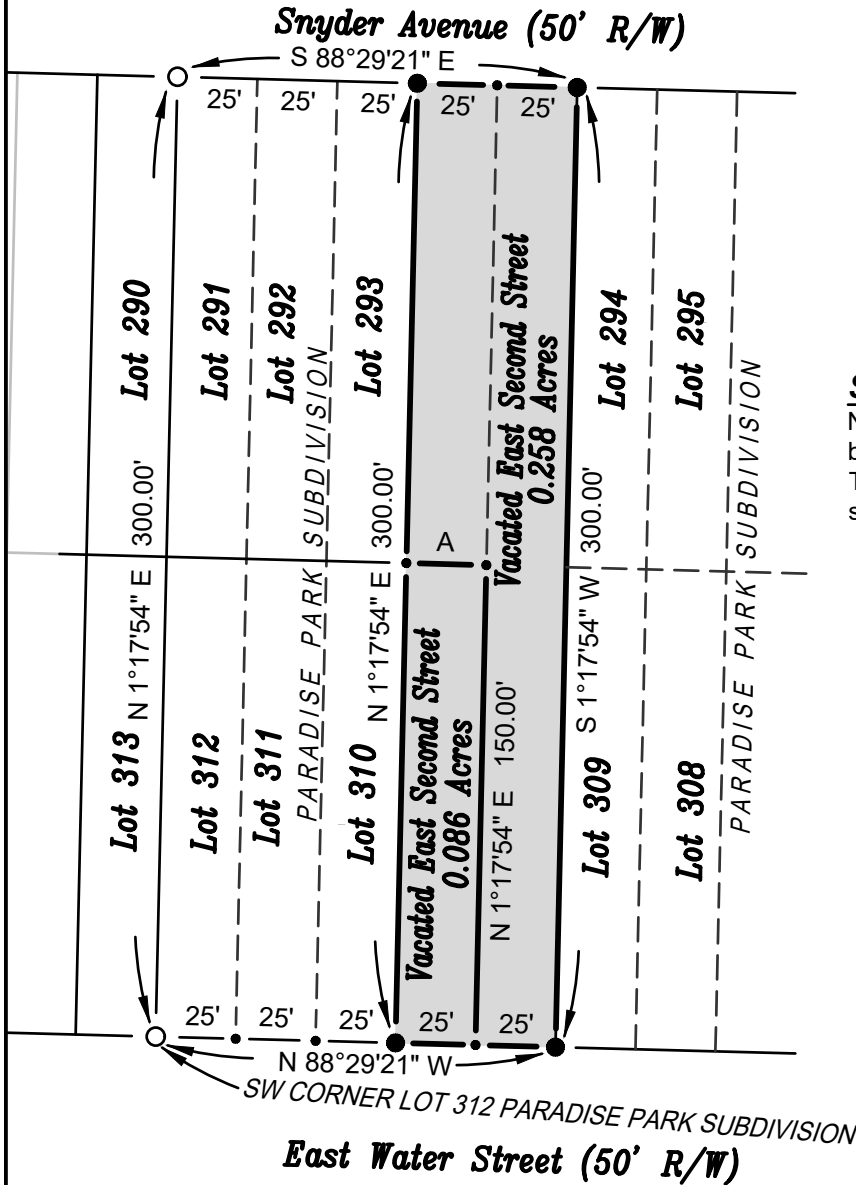 Snyder Avenue (50' R/W)
S 88°29'21" E
25'
25'
25'
25'
25'
Lot 290
Lot 291
Lot 292
Lot 293
Vacated East Second Street
0.258 Acres
Lot 294
Lot 295
PARADISE PARK SUBDIVISION
PARADISE PARK SUBDIVISION
N 1°17'54" E 300.00'
N 1°17'54" E 300.00'
A
S 1°17'54" W 300.00'
N 1°17'54" E 150.00'
Lot 313
Lot 312
Lot 311
Lot 310
Vacated East Second Street
0.086 Acres
Lot 309
Lot 308
25'
25'
25'
25'
25'
N 88°29'21" W
SW CORNER LOT 312 PARADISE PARK SUBDIVISION
East Water Street (50' R/W)
N
b
T
s